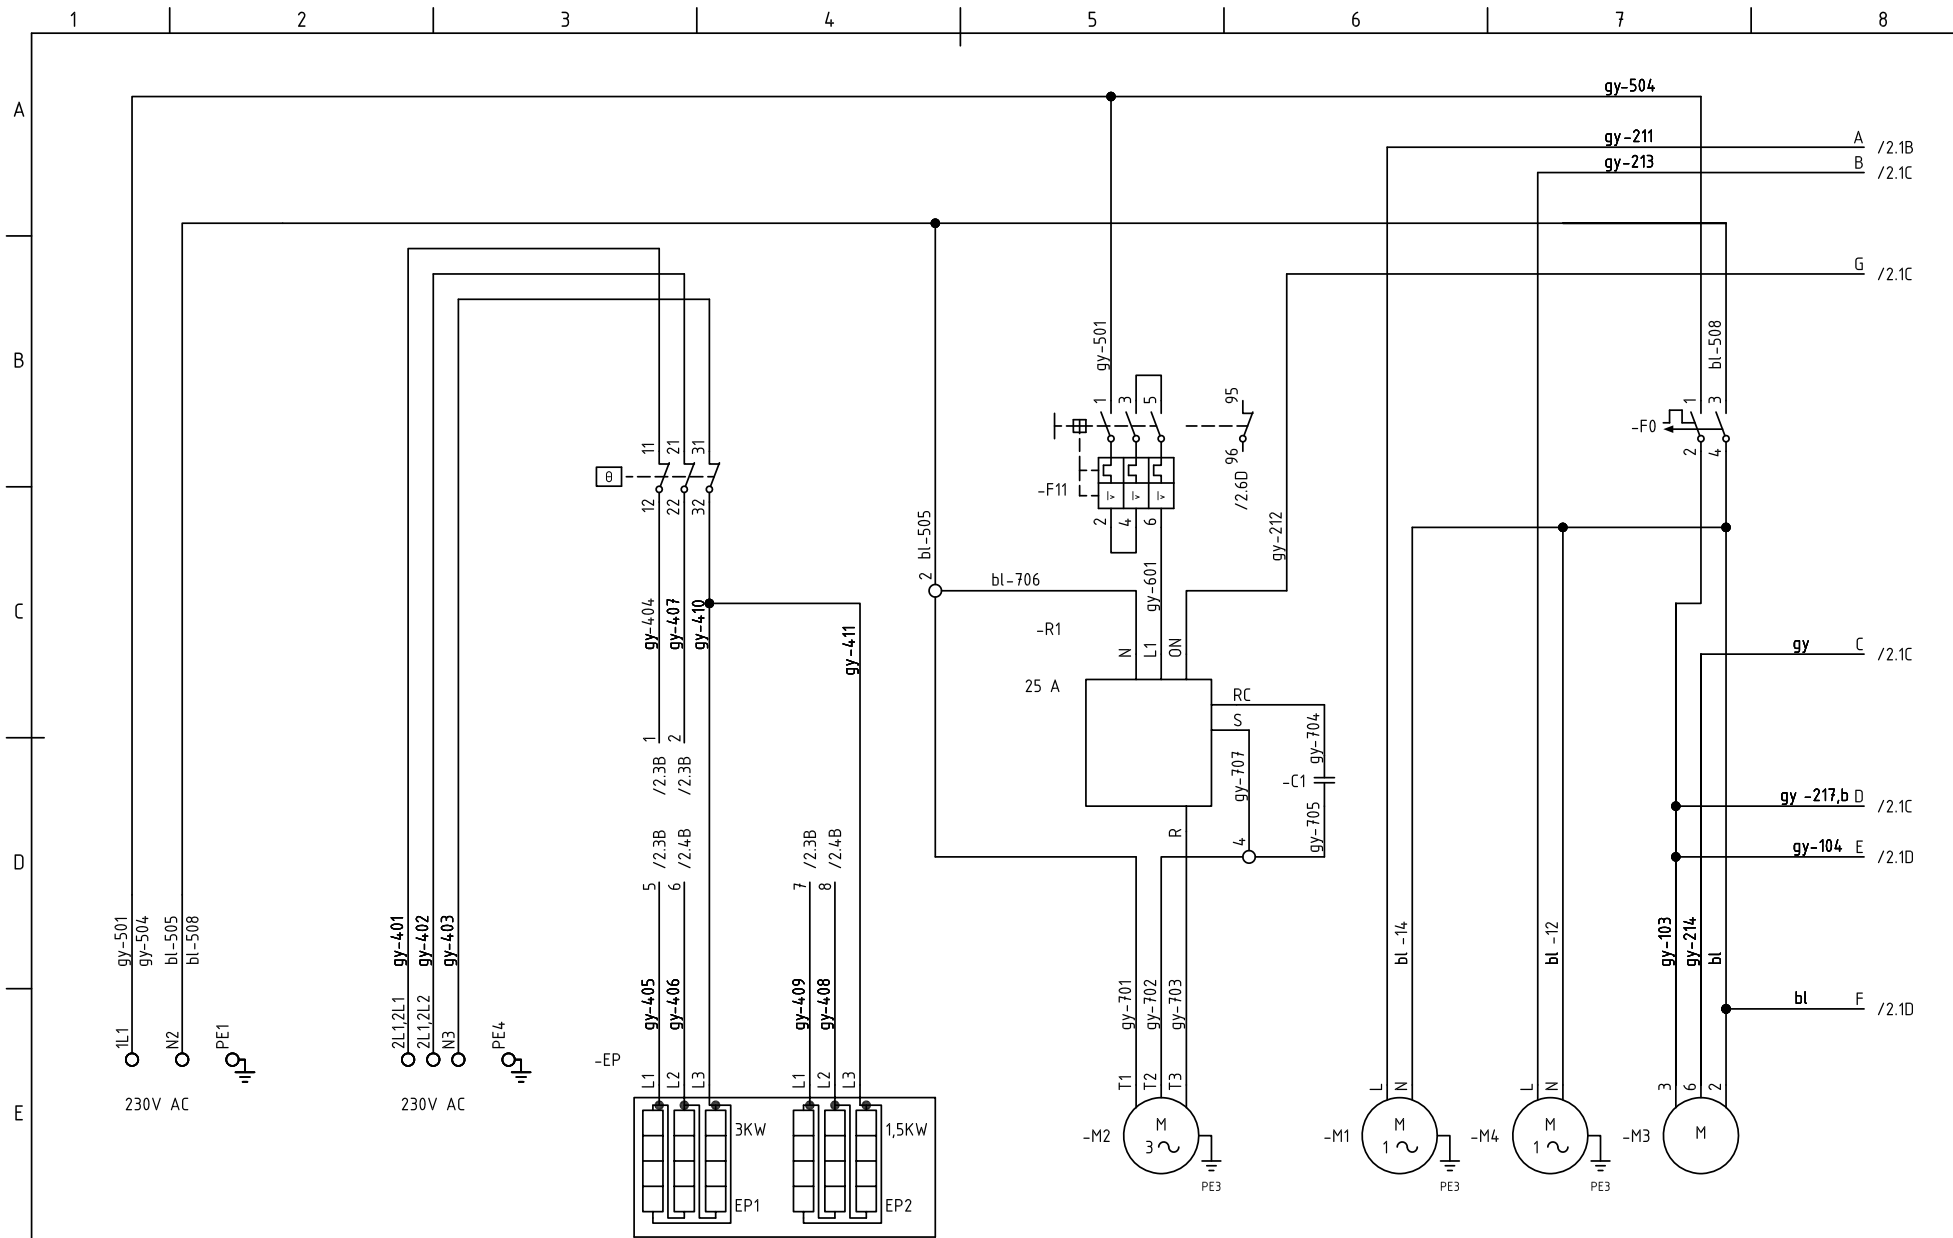 1 2 3 4 5 6 7 8
A
gy-504
gy-211 A /2.1B
gy-213 B /2.1C
G /2.1C
B
gy-501
bl-508
1 3 5
95
96
/2.6D
1 3
-F0
2 4
11 21 31
θ
12 22 32
-F11
I> I> I>
2 4 6
bl-505
2
gy-212
bl-706
gy-601
C
gy-404
gy-407
gy-410
gy-411
-R1
N L1 ON
gy C /2.1C
25 A
RC
S
gy-704
gy-707
-C1
gy-705
1 2
/2.3B /2.3B
gy -217,b D /2.1C
R
4
D
/2.3B /2.4B
/2.3B /2.4B
5 6
7 8
gy-104 E /2.1D
gy-501
gy-504
bl-505
bl-508
gy-401
gy-402
gy-403
gy-405
gy-406
gy-409
gy-408
gy-701
gy-702
gy-703
bl -14
bl -12
gy-103
gy-214
bl
bl F /2.1D
1L1
N2
PE1
2L1,2L1
2L1,2L2
N3
PE4
-EP
L1 L2 L3
L1 L2 L3
T1 T2 T3
L N
L N
3 6 2
230V AC
230V AC
E
3KW
1,5KW
-M2
M
3
-M1
M
1
-M4
M
1
-M3
M
PE3
PE3
PE3
EP1
EP2